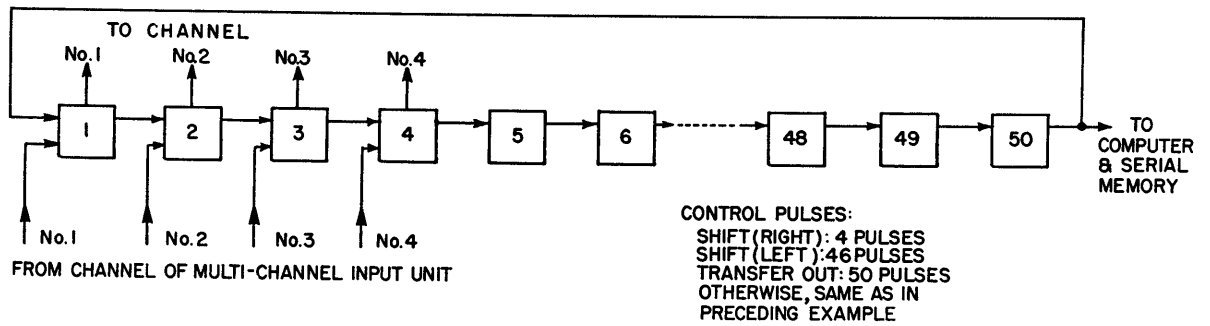 TO CHANNEL
No.1 No.2 No.3 No.4
1 2 3 4 5 6 48 49 50
TO
COMPUTER
& SERIAL
MEMORY
No.1 No.2 No.3 No.4
FROM CHANNEL OF MULTI-CHANNEL INPUT UNIT
CONTROL PULSES:
SHIFT (RIGHT): 4 PULSES
SHIFT (LEFT): 46 PULSES
TRANSFER OUT: 50 PULSES
OTHERWISE, SAME AS IN
PRECEDING EXAMPLE